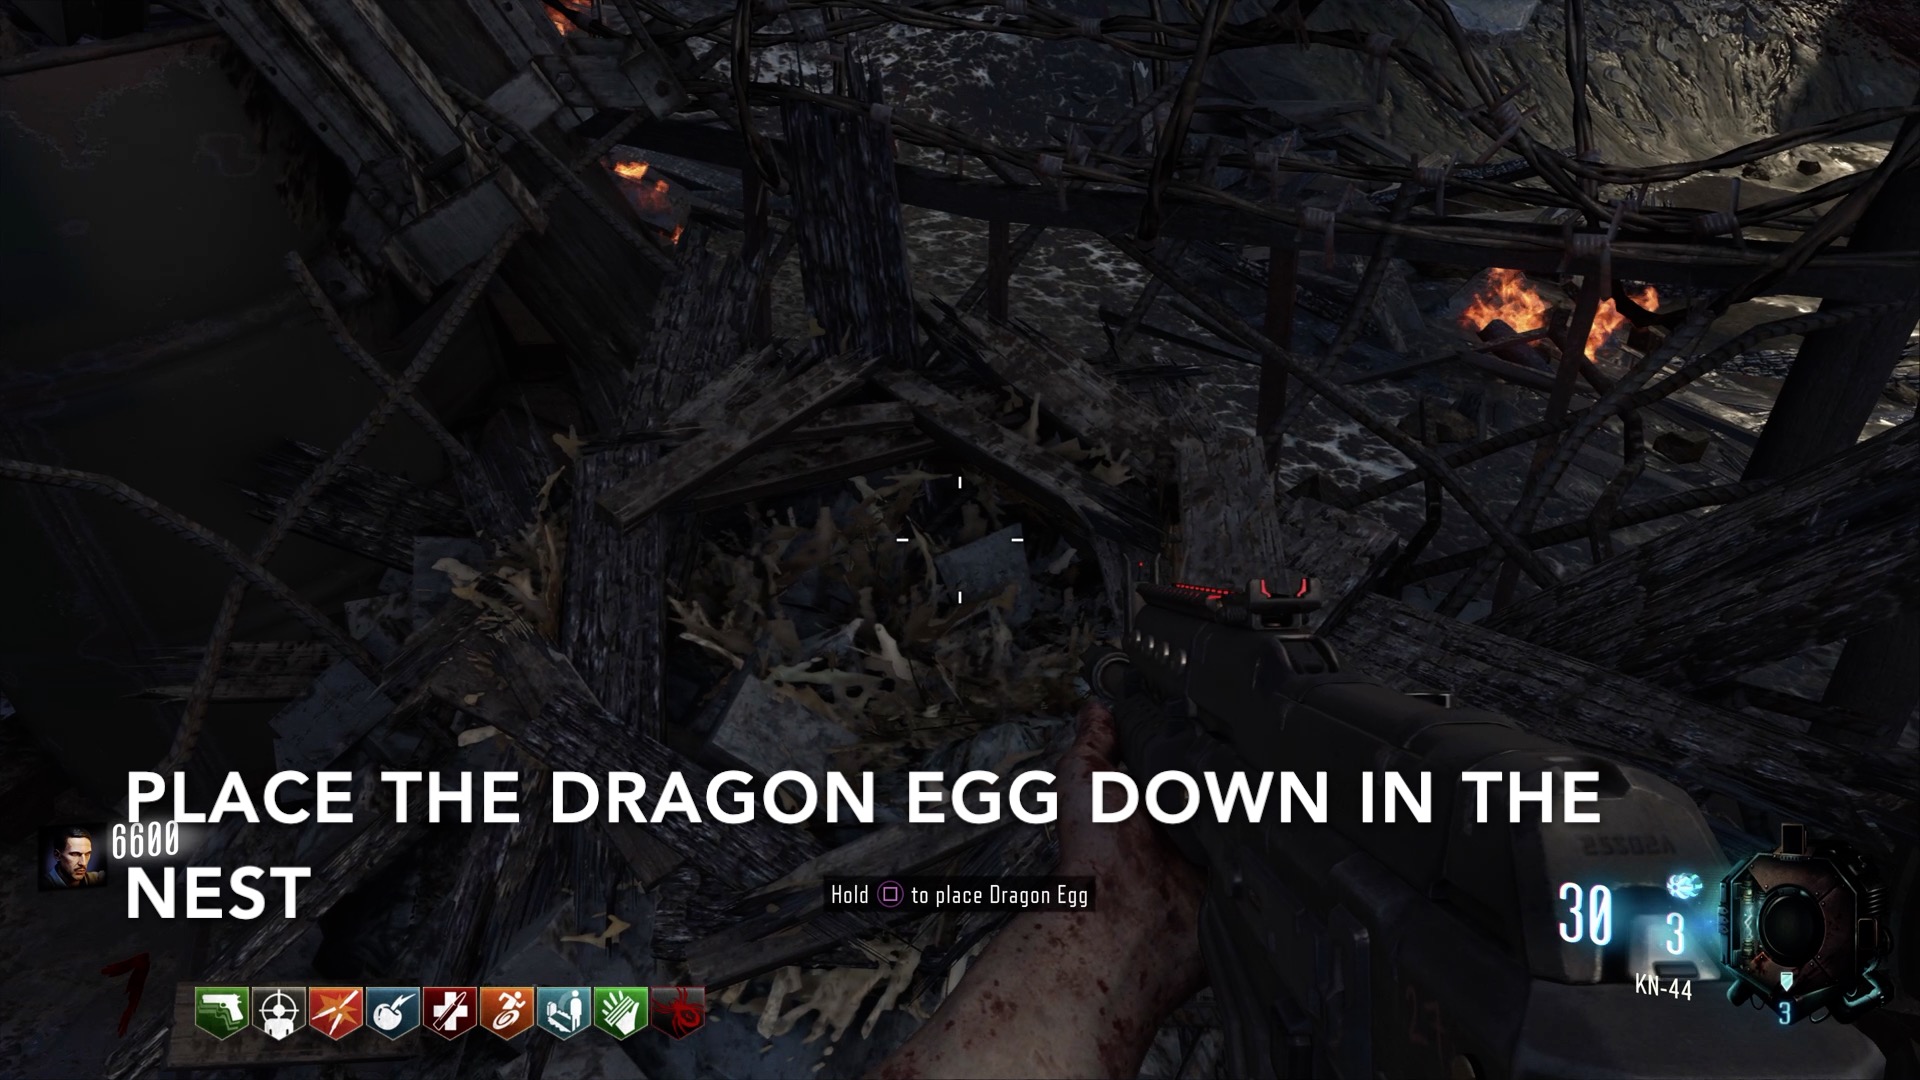 PLACE THE DRAGON EGG DOWN IN THE
6600
NEST
Hold to place Dragon Egg
30
3
KN-44
3
7